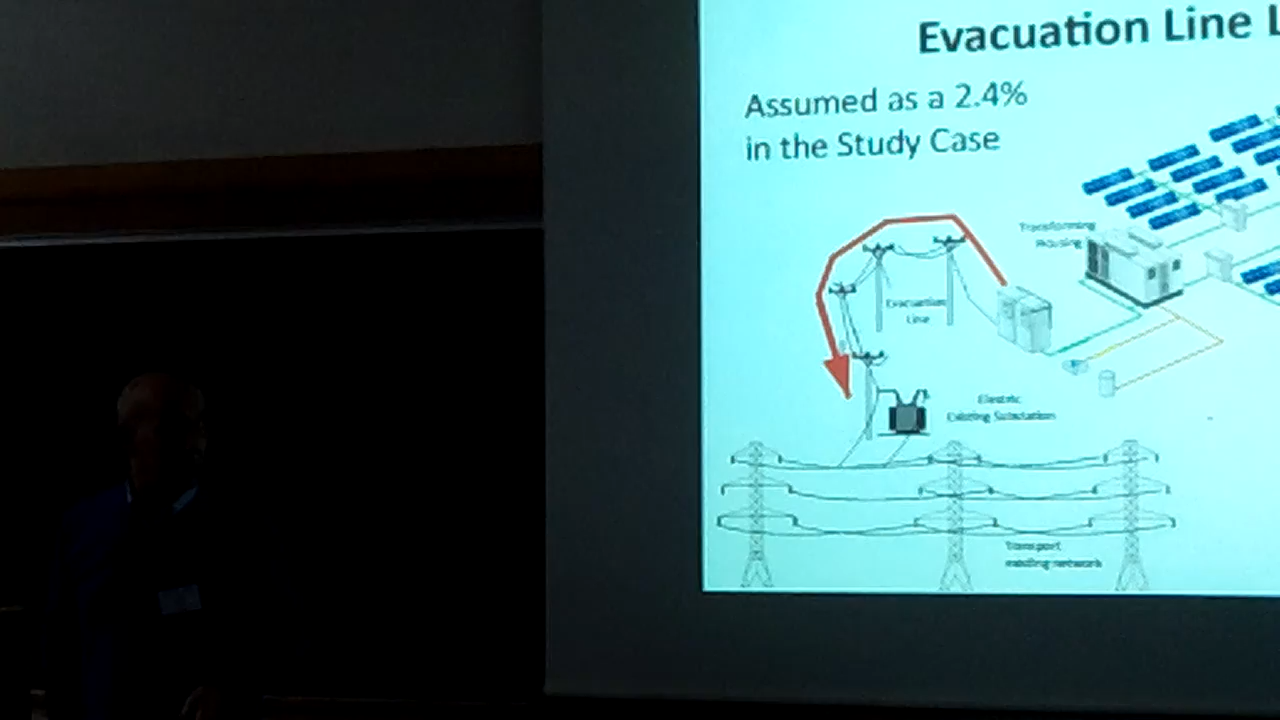 Evacuation Line L
Assumed as a 2.4%
in the Study Case
Transforming
Housing
Evacuation
Line
Electric
Existing Substation
Transport
existing network